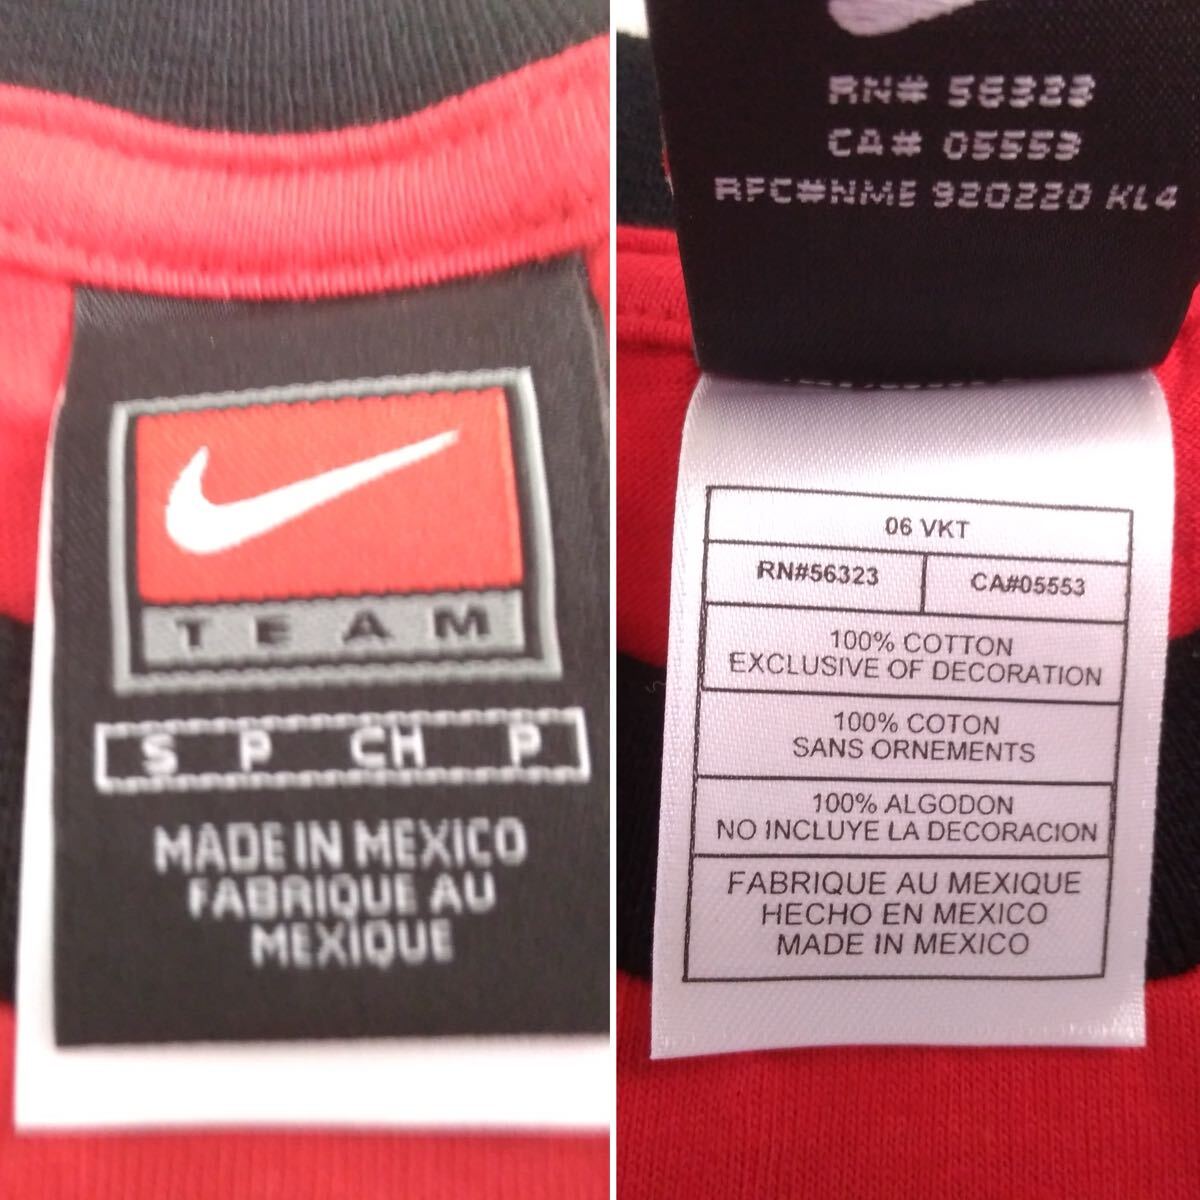 TEAM
S P CH P
MADE IN MEXICO
FABRIQUE AU
MEXIQUE
RN# 56323
CA# 05553
RFC#NME 920220 KL4
06 VKT
RN#56323 CA#05553
100% COTTON
EXCLUSIVE OF DECORATION
100% COTON
SANS ORNEMENTS
100% ALGODON
NO INCLUYE LA DECORACION
FABRIQUE AU MEXIQUE
HECHO EN MEXICO
MADE IN MEXICO